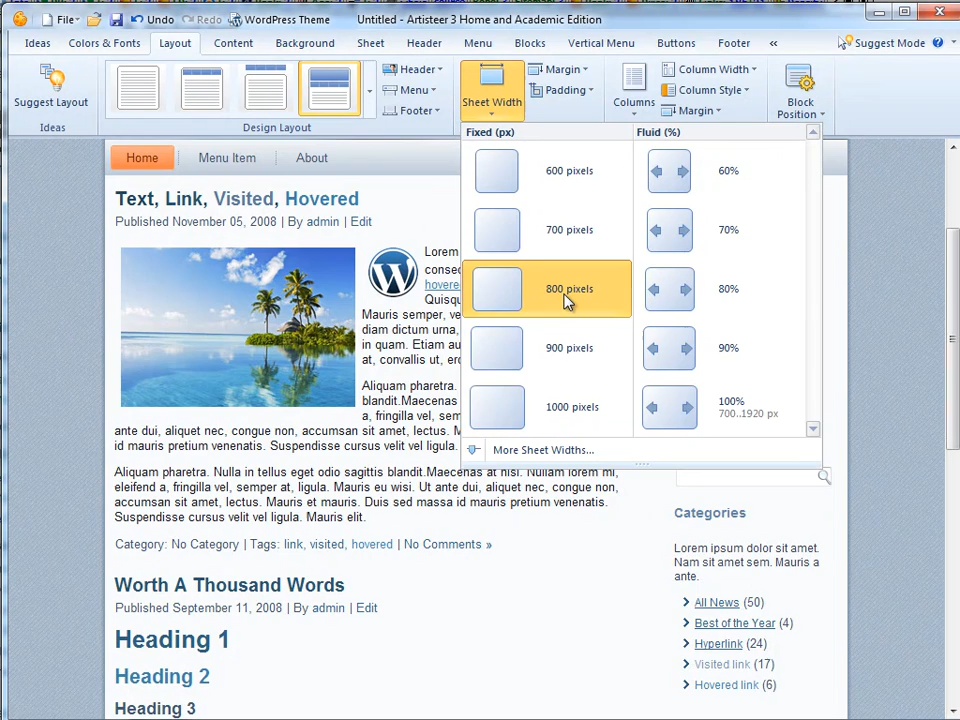 File Undo Redo WordPress Theme Untitled - Artisteer 3 Home and Academic Edition
Ideas Colors & Fonts Layout Content Background Sheet Header Menu Blocks Vertical Menu Buttons Footer « Suggest Mode
Suggest Layout
Ideas
Header
Menu
Footer
Design Layout
Sheet Width
Margin
Padding
Columns
Column Width
Column Style
Margin
Block Position
Fixed (px) Fluid (%)
600 pixels 60%
700 pixels 70%
800 pixels 80%
900 pixels 90%
1000 pixels 100%
700..1920 px
More Sheet Widths...
Home Menu Item About
Text, Link, Visited, Hovered
Published November 05, 2008 | By admin | Edit
Lorem
Mauris semper, ve
diam dictum urna,
in quam. Etiam au
at, convallis ut, ero
Aliquam pharetra.
blandit. Maecenas
a, fringilla vel, sem
orci ante duis, eliquet nec, congue non, accumsan sit amet, lectus. Ma
in mauris pretium venenatis. Suspendisse cursus velit vel ligula.
Aliquam pharetra. Nulla in tellus eget odio sagittis blandit.Maecenas at nisl. Nullam lorem mi,
eleifend a, fringilla vel, semper at, ligula. Mauris eu wisi. Ut ante dui, aliquet nec, congue non,
accumsan sit amet, lectus. Mauris et mauris. Duis sed massa id mauris pretium venenatis.
Suspendisse cursus velit vel ligula. Mauris elit.
Category: No Category | Tags: link, visited, hovered | No Comments »
Worth A Thousand Words
Published September 11, 2008 | By admin | Edit
Heading 1
Heading 2
Heading 3
Categories
Lorem ipsum dolor sit amet.
Nam sit amet sem. Mauris a
ante.
All News (50)
Best of the Year (4)
Hyperlink (24)
Visited link (17)
Hovered link (6)